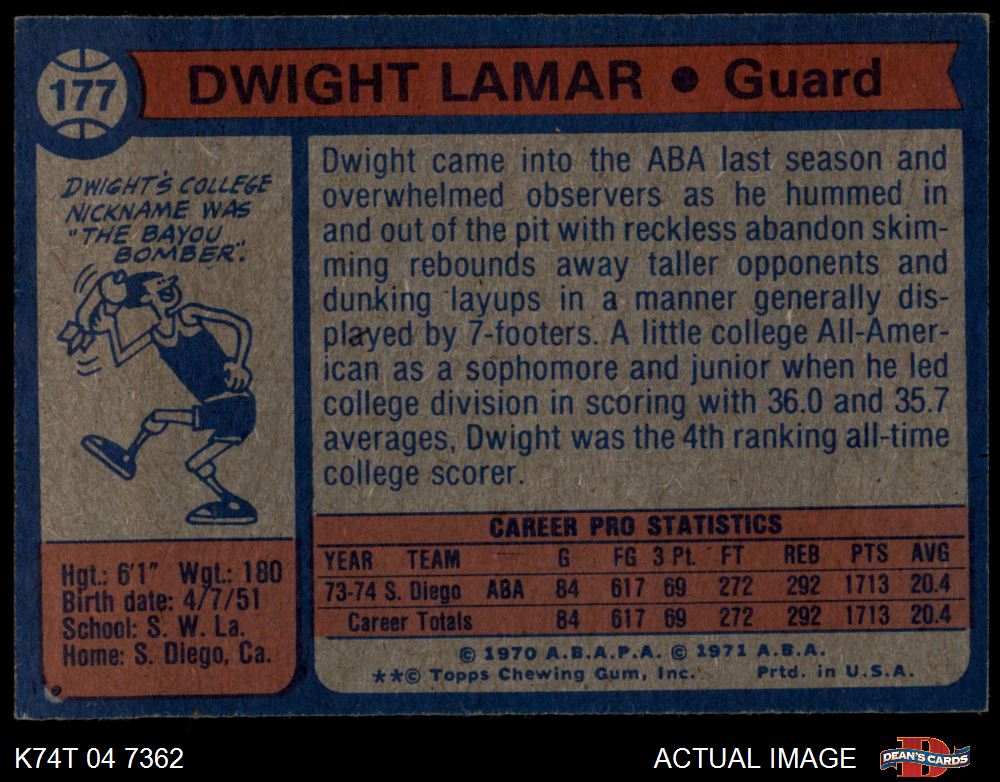 177
DWIGHT LAMAR ● Guard
DWIGHT'S COLLEGE
NICKNAME WAS
"THE BAYOU
BOMBER".
Hgt.: 6'1" Wgt.: 180
Birth date: 4/7/51
School: S. W. La.
Home: S. Diego, Ca.
Dwight came into the ABA last season and
overwhelmed observers as he hummed in
and out of the pit with reckless abandon skim-
ming rebounds away taller opponents and
dunking layups in a manner generally dis-
played by 7-footers. A little college All-Amer-
ican as a sophomore and junior when he led
college division in scoring with 36.0 and 35.7
averages, Dwight was the 4th ranking all-time
college scorer.
CAREER PRO STATISTICS
YEAR TEAM G FG 3 Pt. FT REB PTS AVG
73-74 S. Diego ABA 84 617 69 272 292 1713 20.4
Career Totals 84 617 69 272 292 1713 20.4
© 1970 A.B.A.P.A. © 1971 A.B.A.
**© Topps Chewing Gum, Inc. Prtd. in U.S.A.
K74T 04 7362
ACTUAL IMAGE
DEAN'S CARDS